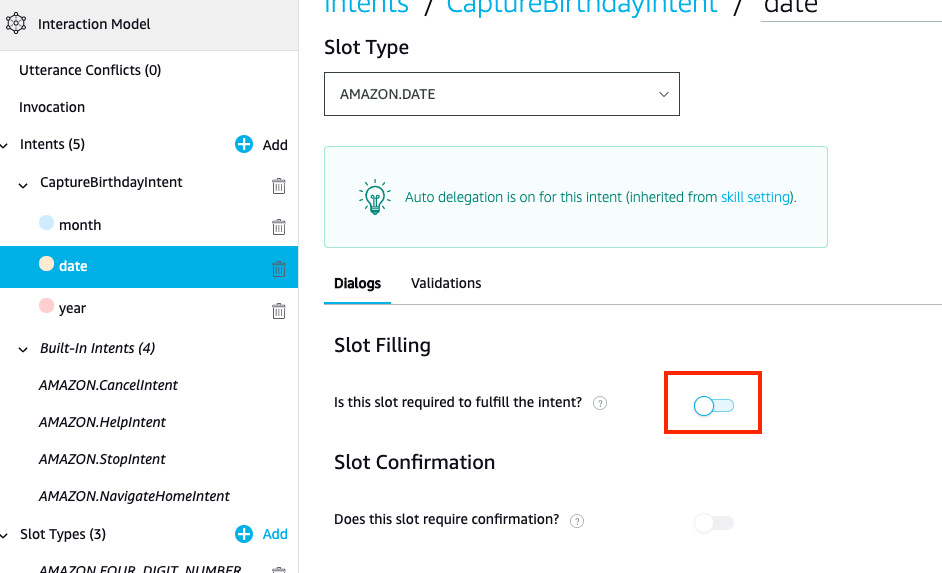 Interaction Model
Utterance Conflicts (0)
Invocation
Intents (5)
Add
CaptureBirthdayIntent
month
date
year
Built-In Intents (4)
AMAZON.CancelIntent
AMAZON.HelpIntent
AMAZON.StopIntent
AMAZON.NavigateHomeIntent
Slot Types (3)
Add
AMAZON.FOUR_DIGIT_NUMBER
Intents / CaptureBirthdayIntent / date
Slot Type
AMAZON.DATE
Auto delegation is on for this intent (inherited from skill setting).
Dialogs
Validations
Slot Filling
Is this slot required to fulfill the intent? ?
Slot Confirmation
Does this slot require confirmation? ?